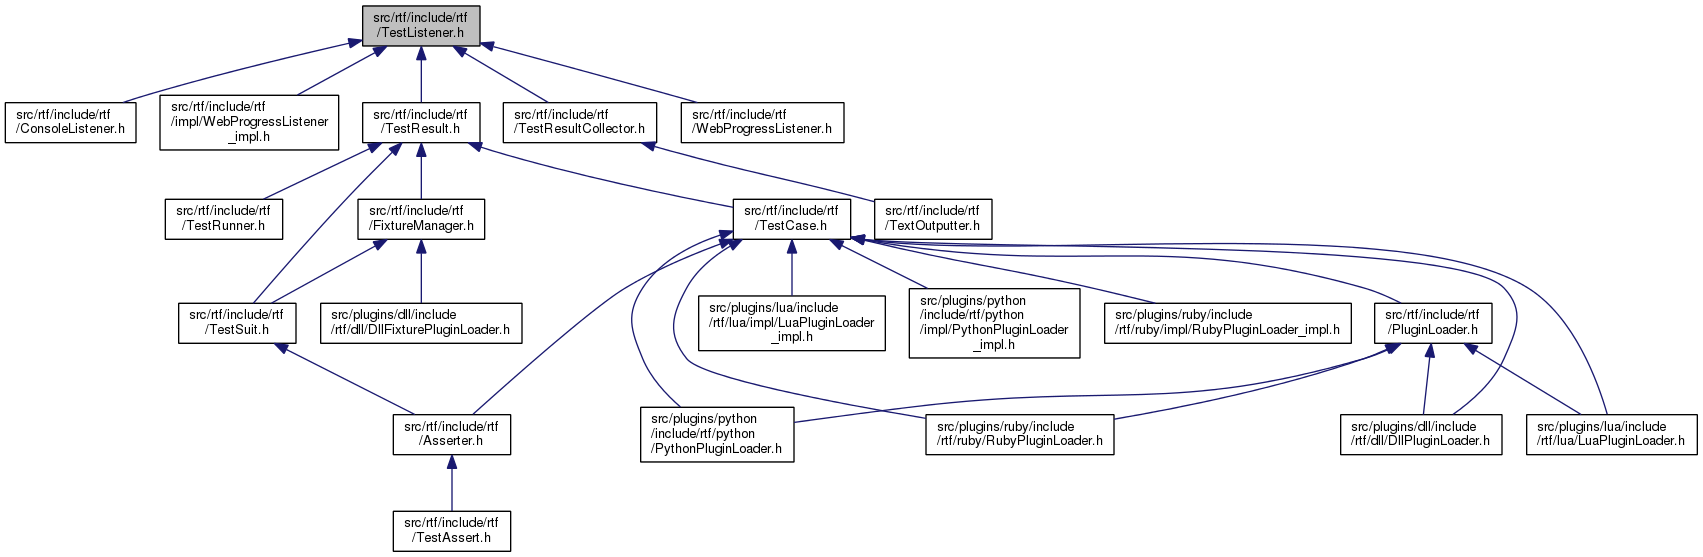 src/rtf/include/rtf
/TestListener.h
src/rtf/include/rtf
/ConsoleListener.h
src/rtf/include/rtf
/impl/WebProgressListener
_impl.h
src/rtf/include/rtf
/TestResult.h
src/rtf/include/rtf
/TestResultCollector.h
src/rtf/include/rtf
/WebProgressListener.h
src/rtf/include/rtf
/TestRunner.h
src/rtf/include/rtf
/FixtureManager.h
src/rtf/include/rtf
/TestCase.h
src/rtf/include/rtf
/TextOutputter.h
src/rtf/include/rtf
/TestSuit.h
src/plugins/dll/include
/rtf/dll/DllFixturePluginLoader.h
src/plugins/lua/include
/rtf/lua/impl/LuaPluginLoader
_impl.h
src/plugins/python
/include/rtf/python
/impl/PythonPluginLoader
_impl.h
src/plugins/ruby/include
/rtf/ruby/impl/RubyPluginLoader_impl.h
src/rtf/include/rtf
/PluginLoader.h
src/rtf/include/rtf
/Asserter.h
src/plugins/python
/include/rtf/python
/PythonPluginLoader.h
src/plugins/ruby/include
/rtf/ruby/RubyPluginLoader.h
src/plugins/dll/include
/rtf/dll/DllPluginLoader.h
src/plugins/lua/include
/rtf/lua/LuaPluginLoader.h
src/rtf/include/rtf
/TestAssert.h